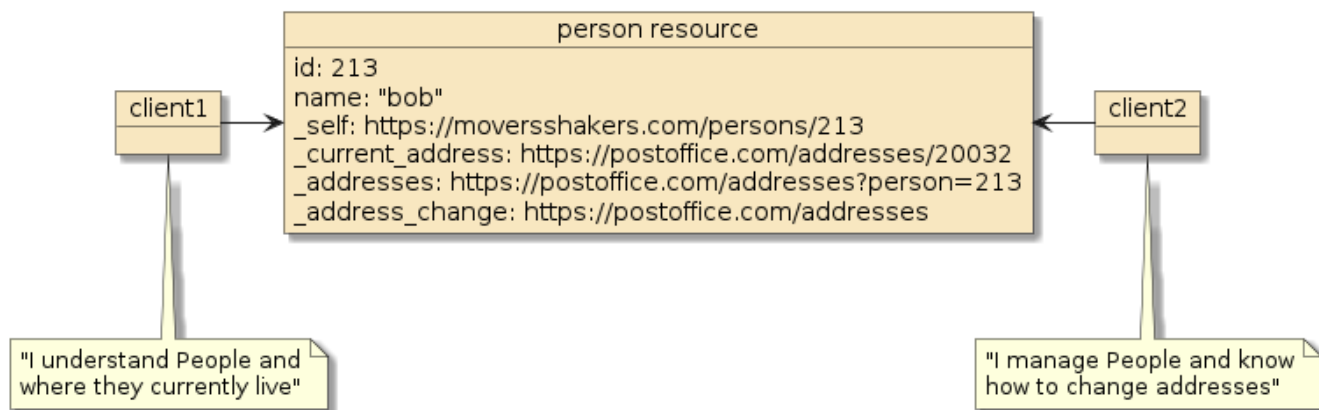 person resource
id: 213
name: "bob"
_self: https://moversshakers.com/persons/213
_current_address: https://postoffice.com/addresses/20032
_addresses: https://postoffice.com/addresses?person=213
_address_change: https://postoffice.com/addresses
client1
client2
"I understand People and
where they currently live"
"I manage People and know
how to change addresses"